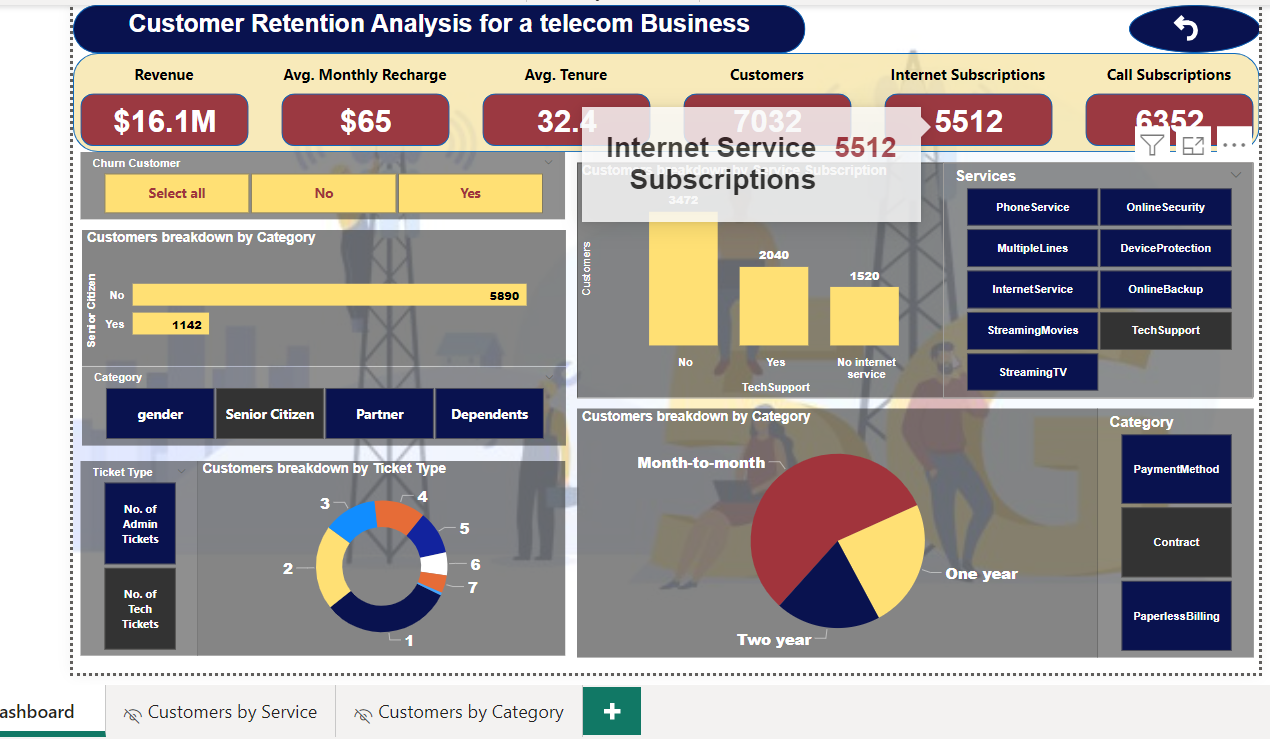 Customer Retention Analysis for a telecom Business
Revenue
Avg. Monthly Recharge
Avg. Tenure
Customers
Internet Subscriptions
Call Subscriptions
$16.1M
$65
32.4
7032
5512
6352
Internet Service 5512
Subscriptions
Churn Customer
Select all
No
Yes
Customers breakdown by Category
Senior Citizen
No
5890
Yes
1142
Category
gender
Senior Citizen
Partner
Dependents
Ticket Type
No. of
Admin
Tickets
No. of
Tech
Tickets
Customers breakdown by Ticket Type
1
2
3
4
5
6
7
Customers breakdown by Service Subscription
Customers
3472
2040
1520
No
Yes
No internet
service
TechSupport
Services
PhoneService
OnlineSecurity
MultipleLines
DeviceProtection
InternetService
OnlineBackup
StreamingMovies
TechSupport
StreamingTV
Customers breakdown by Category
Month-to-month
One year
Two year
Category
PaymentMethod
Contract
PaperlessBilling
ashboard
Customers by Service
Customers by Category